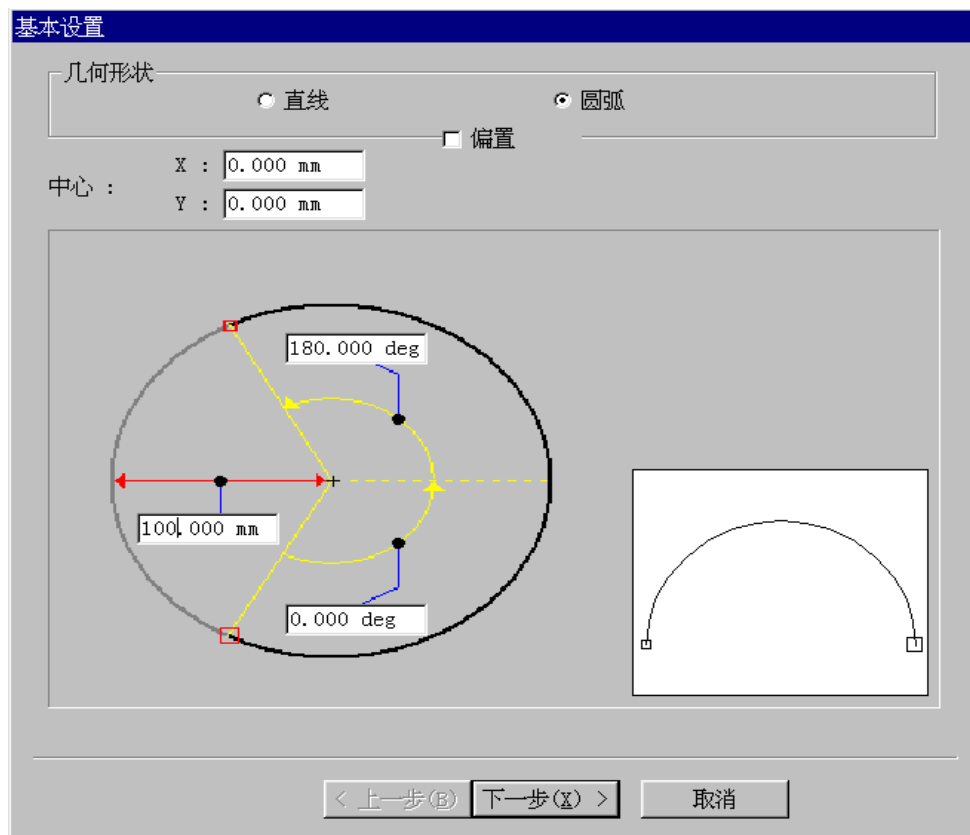 基本设置
几何形状
直线
圆弧
偏置
中心 :
X : 0.000 mm
Y : 0.000 mm
180.000 deg
100.000 mm
0.000 deg
< 上一步(B)
下一步(X) >
取消